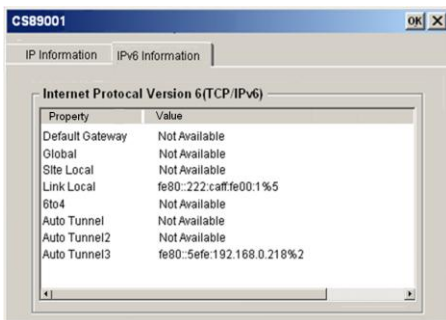 CS89001
OK X
IP Information IPv6 Information
Internet Protocal Version 6(TCP/IPv6)
Property Value
Default Gateway Not Available
Global Not Available
SIte Local Not Available
Link Local fe80::222:caff:fe00:1%5
6to4 Not Available
Auto Tunnel Not Available
Auto Tunnel2 Not Available
Auto Tunnel3 fe80::5efe:192.168.0.218%2